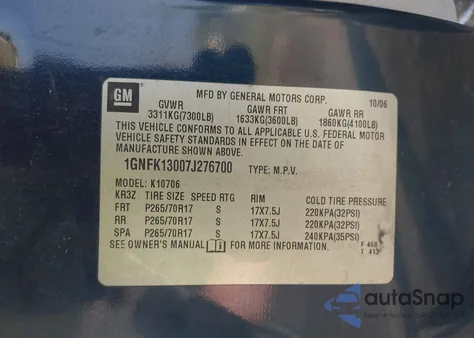 GM
MFD BY GENERAL MOTORS CORP. 10/06
GVWR GAWR FRT GAWR RR
3311KG(7300LB) 1633KG(3600LB) 1860KG(4100LB)
THIS VEHICLE CONFORMS TO ALL APPLICABLE U.S. FEDERAL MOTOR
VEHICLE SAFETY STANDARDS IN EFFECT ON THE DATE OF
MANUFACTURE SHOWN ABOVE.
1GNFK13007J276700 TYPE: M.P.V.
MODEL: K10706
KR3Z TIRE SIZE SPEED RTG RIM COLD TIRE PRESSURE
FRT P265/70R17 S 17X7.5J 220KPA(32PSI)
RR P265/70R17 S 17X7.5J 220KPA(32PSI)
SPA P265/70R17 S 17X7.5J 240KPA(35PSI)
SEE OWNER'S MANUAL FOR MORE INFORMATION.
F 468
T 413
autoSnap